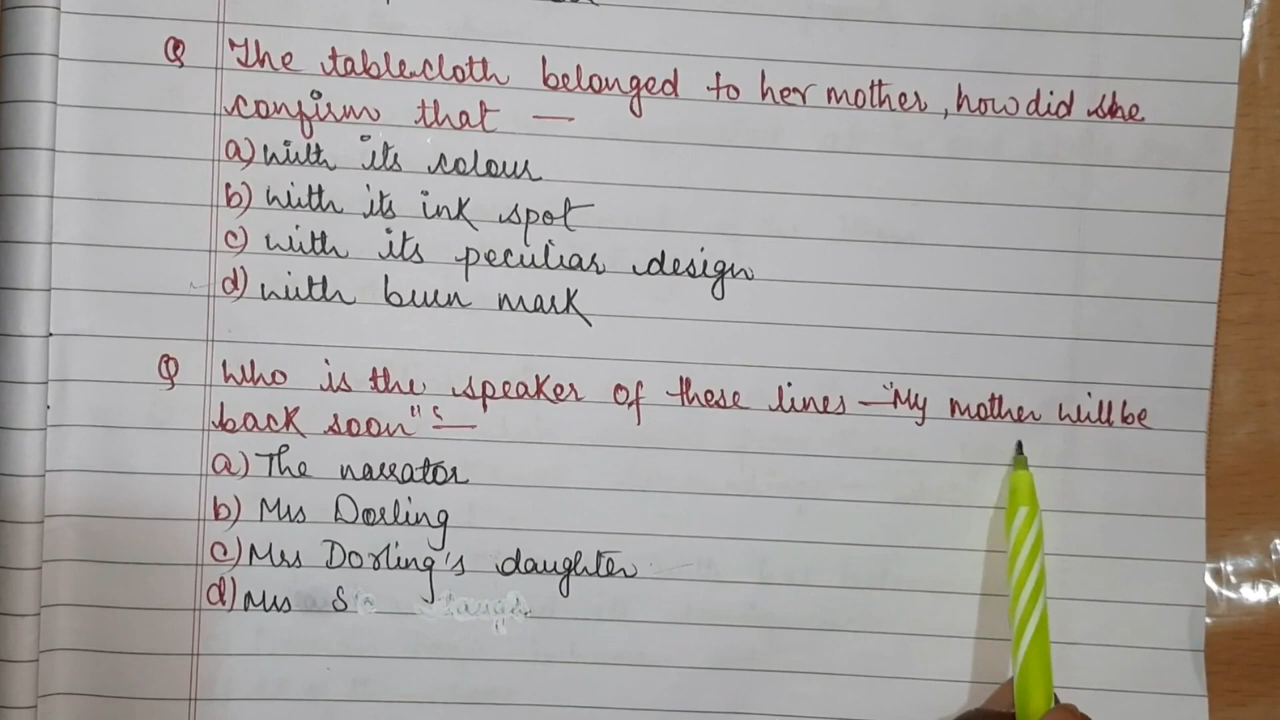 Q The tablecloth belonged to her mother, how did she
confirm that —
a) with its colour
b) with its ink spot
c) with its peculiar design
d) with burn mark
Q Who is the speaker of these lines — "My mother will be
back soon" —
a) The narrator
b) Mrs Dorling
c) Mrs Dorling's daughter
d) Mrs S